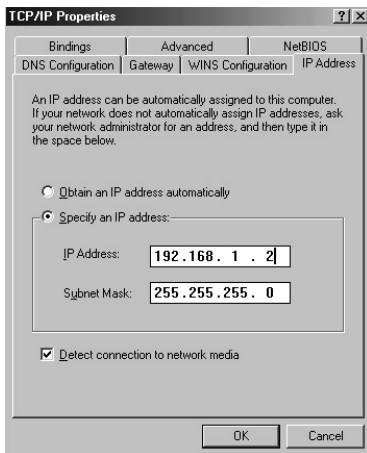 TCP/IP Properties ? x
Bindings Advanced NetBIOS
DNS Configuration Gateway WINS Configuration IP Address
An IP address can be automatically assigned to this computer.
If your network does not automatically assign IP addresses, ask
your network administrator for an address, and then type it in
the space below.
Obtain an IP address automatically
Specify an IP address:
IP Address: 192.168. 1 . 2
Subnet Mask: 255.255.255. 0
Detect connection to network media
OK Cancel